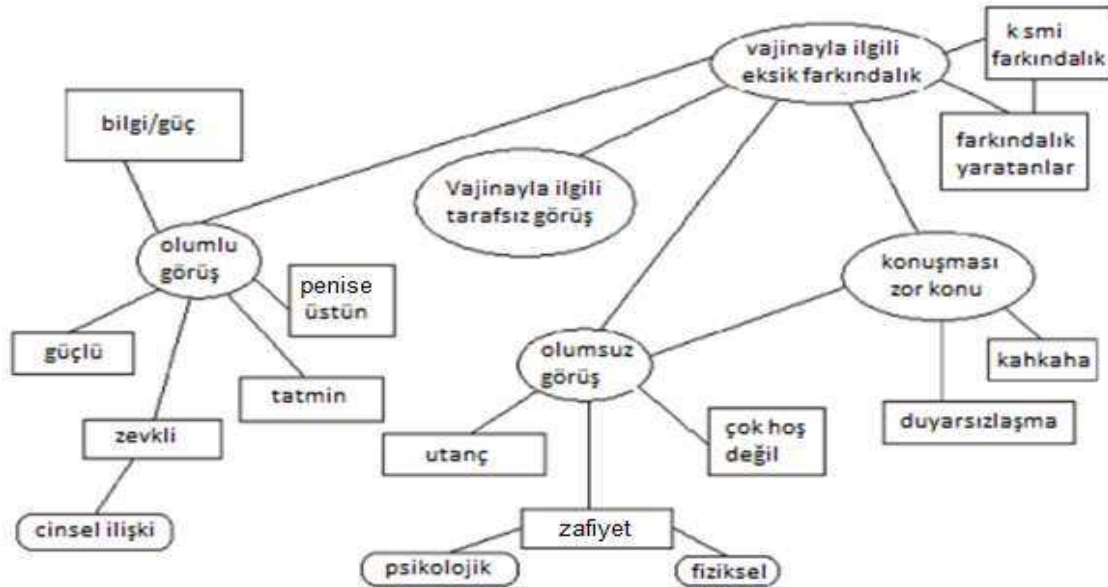 vajinayla ilgili
eksik farkındalık
k smi
farkındalık
farkındalık
yaratanlar
bilgi/güç
Vajinayla ilgili
tarafsız görüş
olumlu
görüş
penise
üstün
güçlü
tatmin
zevkli
cinsel ilişki
konuşması
zor konu
kahkaha
duyarsızlaşma
olumsuz
görüş
utanç
çok hoş
değil
zafiyet
psikolojik
fiziksel